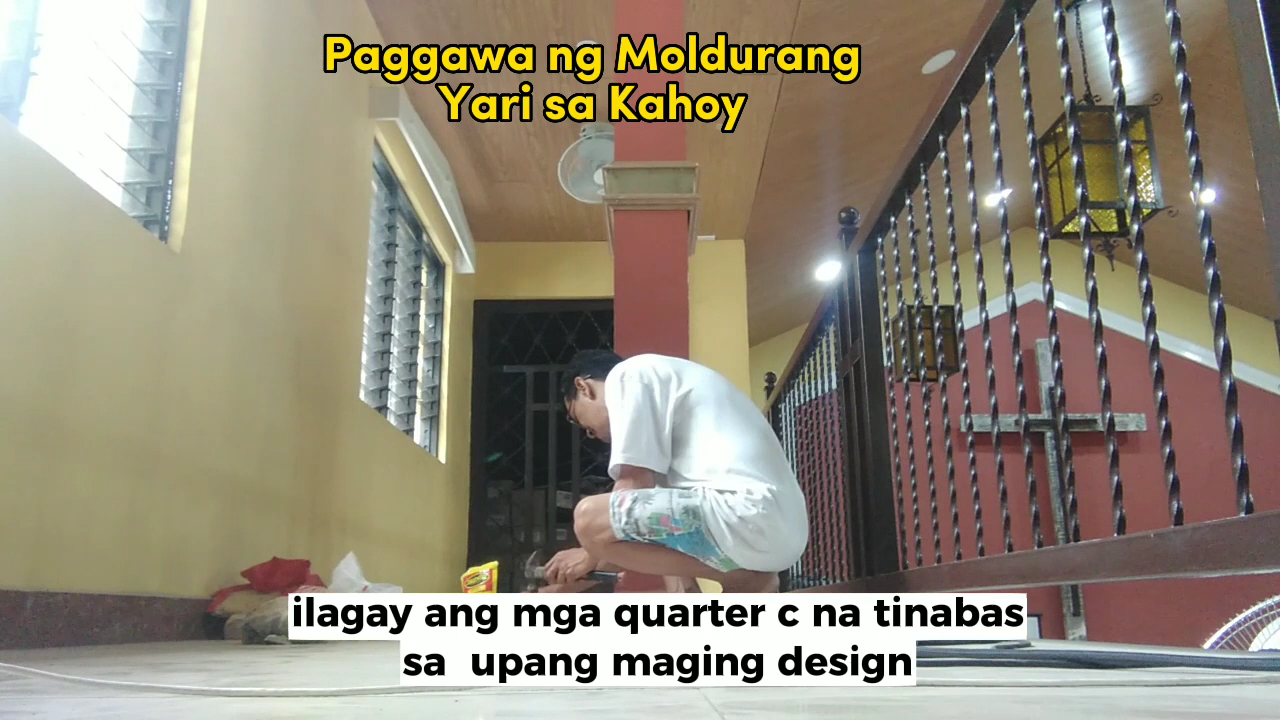 Paggawa ng Moldurang
Yari sa Kahoy
ilagay ang mga quarter c na tinabas
sa  upang maging design